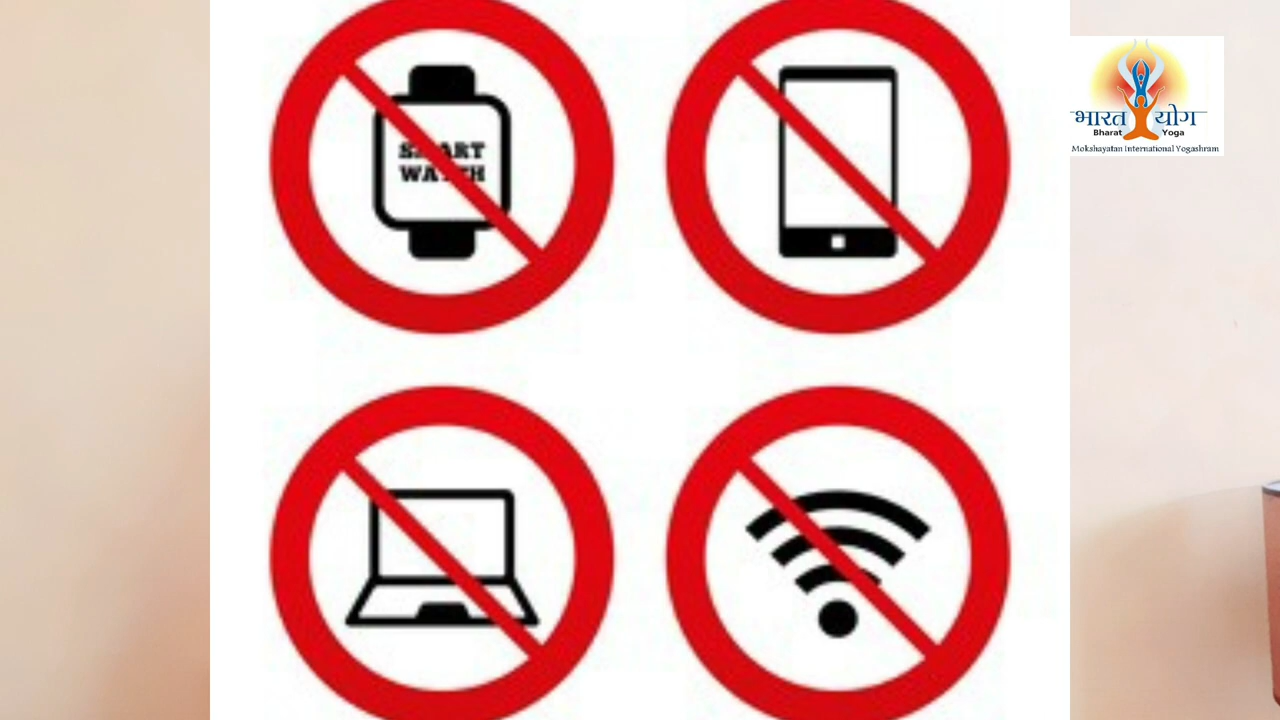 SMART
WATCH
भारत योग
Bharat Yoga
Mokshayatan International Yogashram